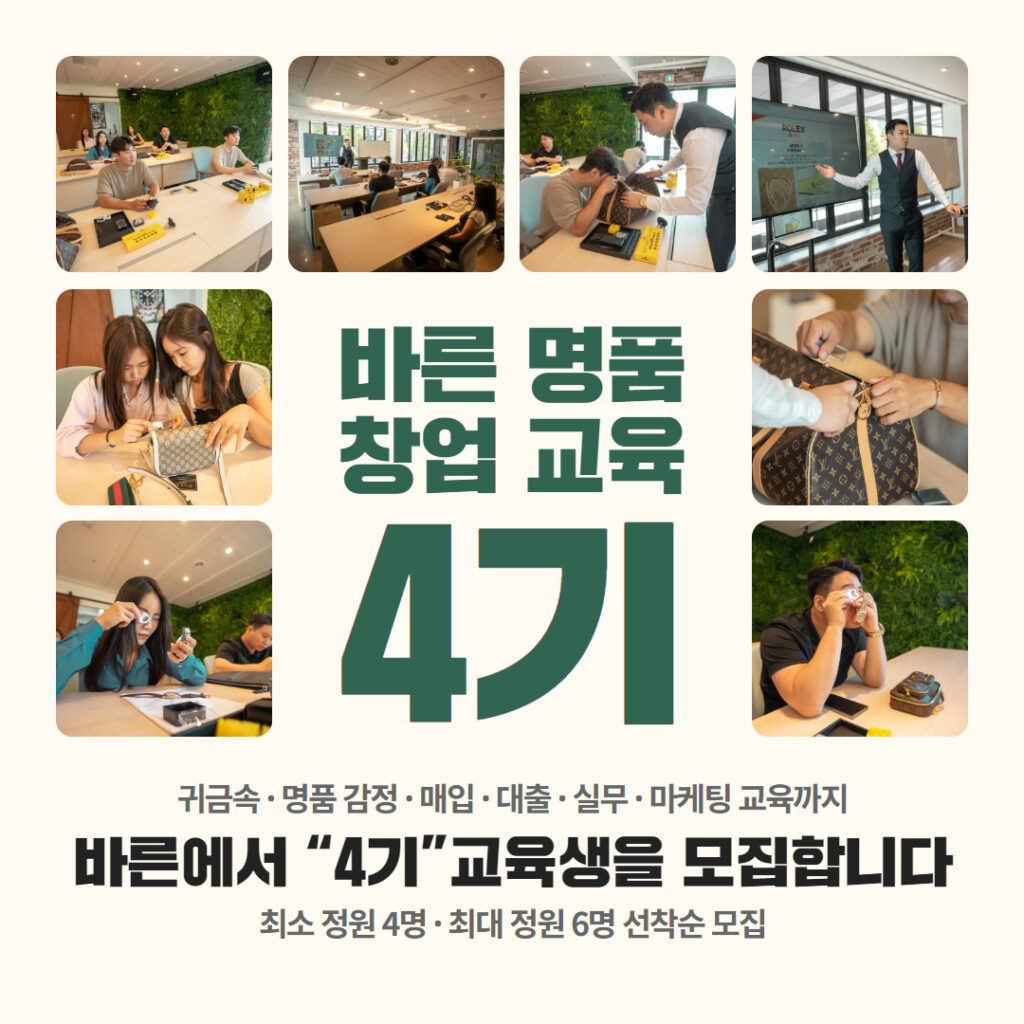 ROLEX
바른 명품
창업 교육
4기
귀금속 · 명품 감정 · 매입 · 대출 · 실무 · 마케팅 교육까지
바른에서 “4기”교육생을 모집합니다
최소 정원 4명 · 최대 정원 6명 선착순 모집